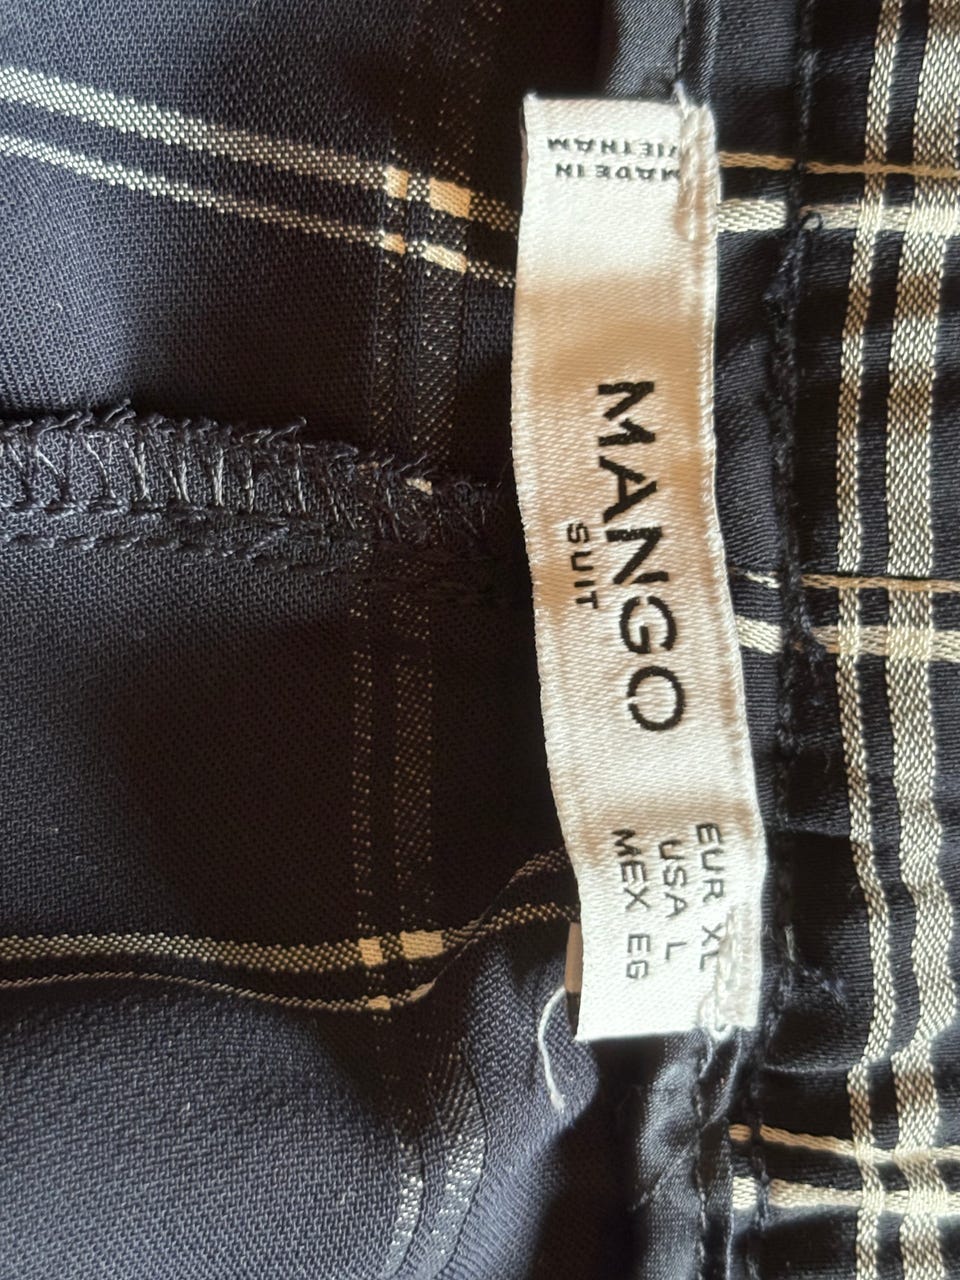 MADE IN
VIETNAM
MANGO
SUIT
EUR XL
USA L
MEX EG